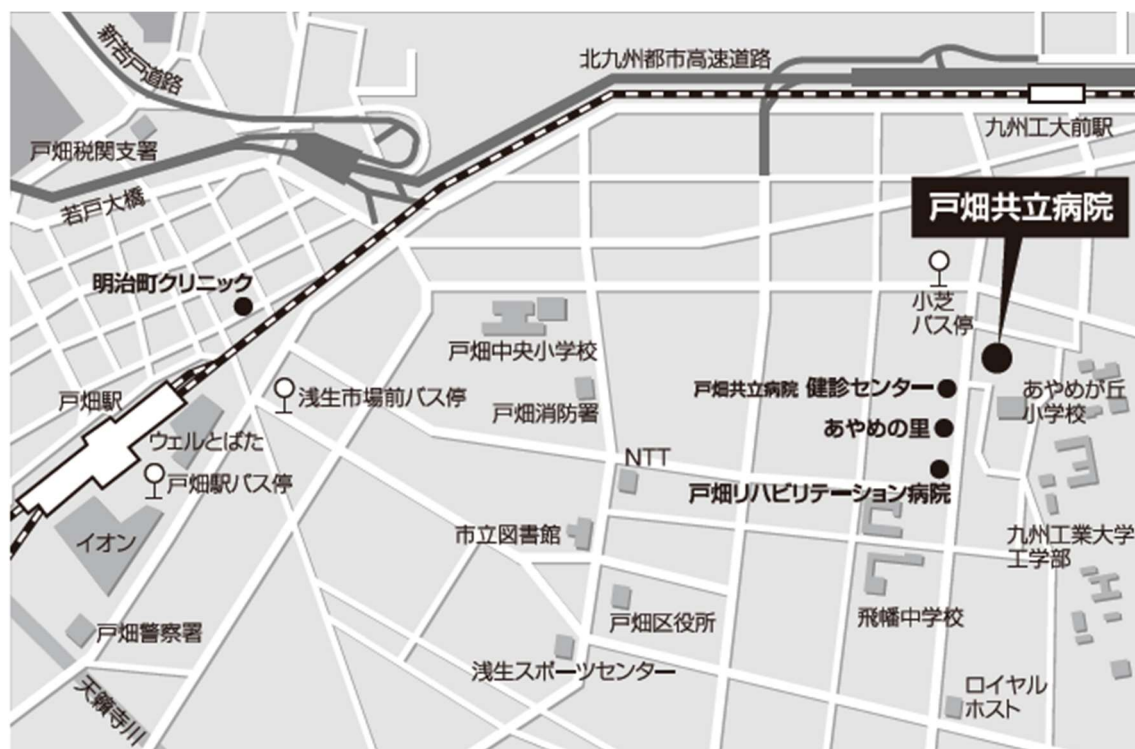 新若戸道路
北九州都市高速道路
九州工大前駅
戸畑税関支署
若戸大橋
戸畑共立病院
明治町クリニック
小芝
バス停
戸畑中央小学校
戸畑駅
浅生市場前バス停
戸畑消防署
戸畑共立病院 健診センター
あやめが丘
小学校
あやめの里
ウェルとばた
NTT
戸畑駅バス停
戸畑リハビリテーション病院
イオン
市立図書館
九州工業大学
工学部
戸畑警察署
戸畑区役所
飛幡中学校
浅生スポーツセンター
天籟寺川
ロイヤル
ホスト